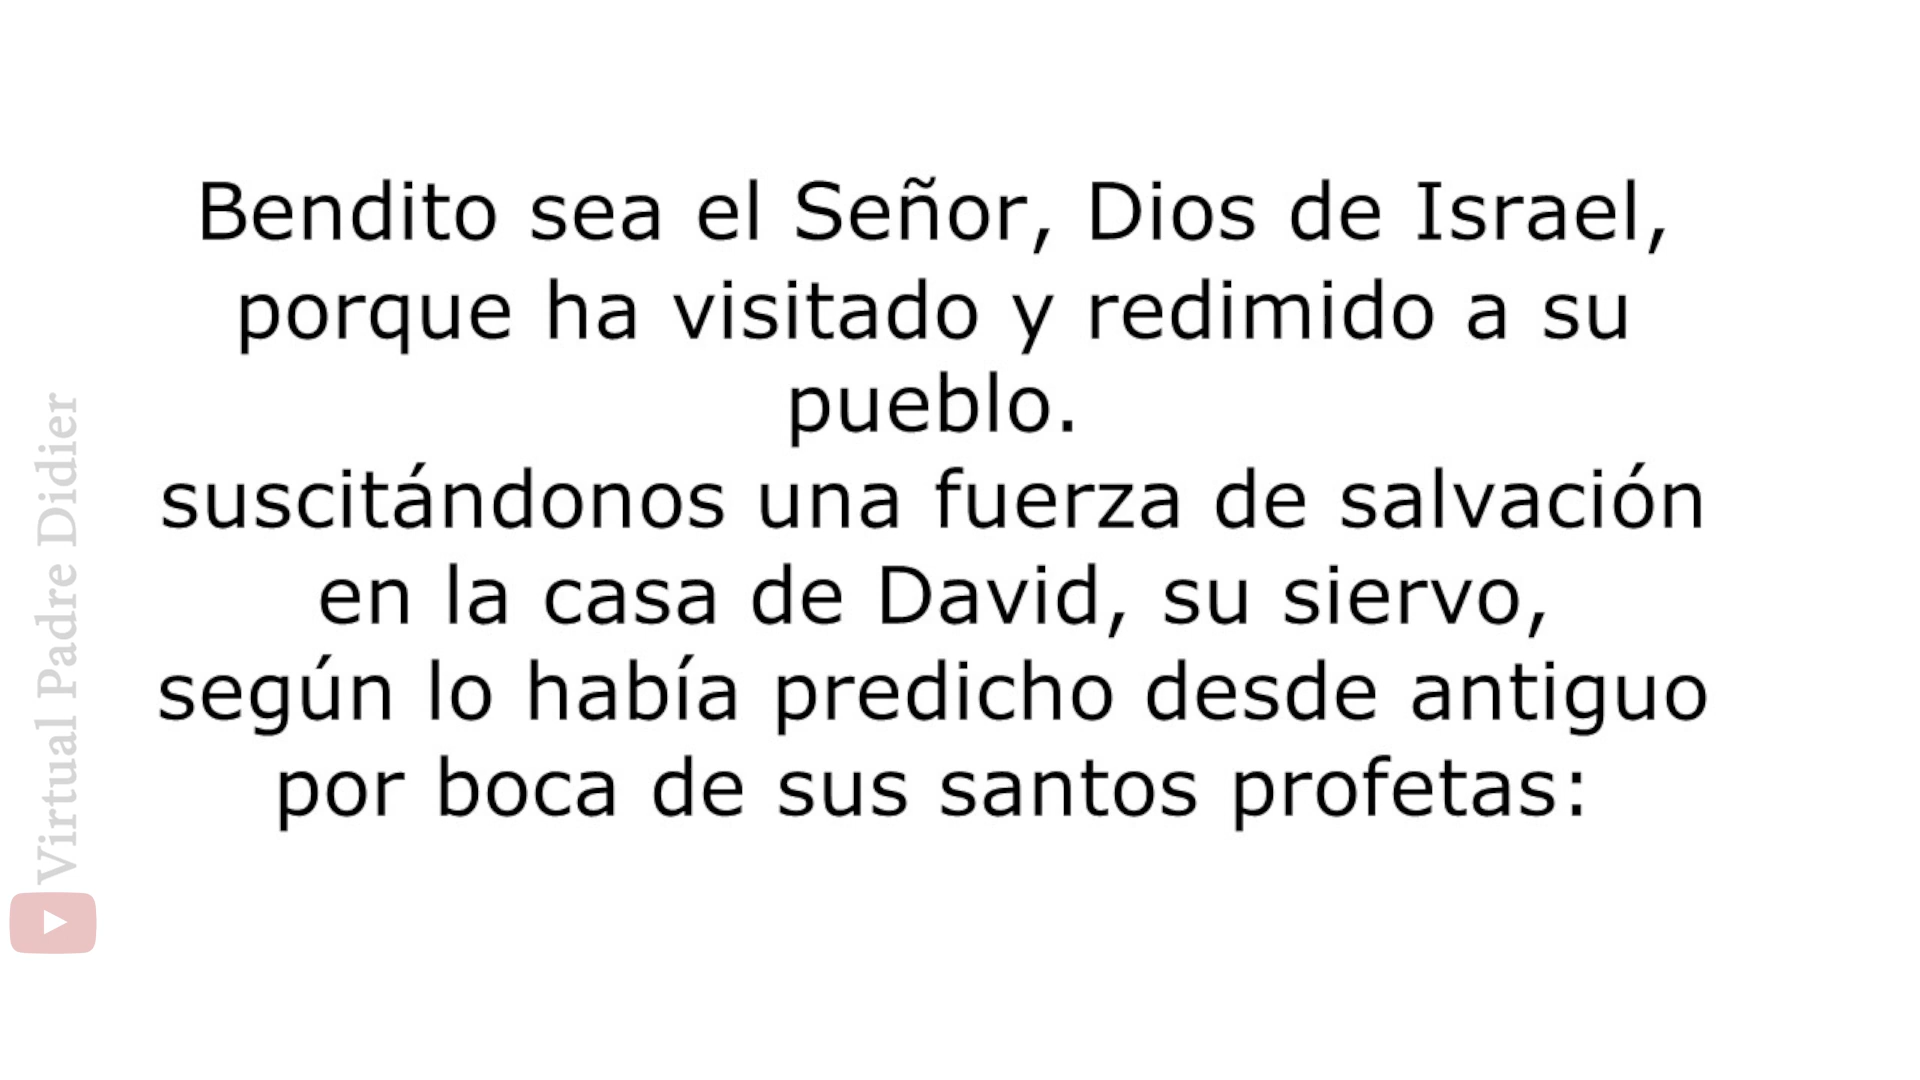 Bendito sea el Señor, Dios de Israel,
porque ha visitado y redimido a su
pueblo.
suscitándonos una fuerza de salvación
en la casa de David, su siervo,
según lo había predicho desde antiguo
por boca de sus santos profetas:
Virtual Padre Didier